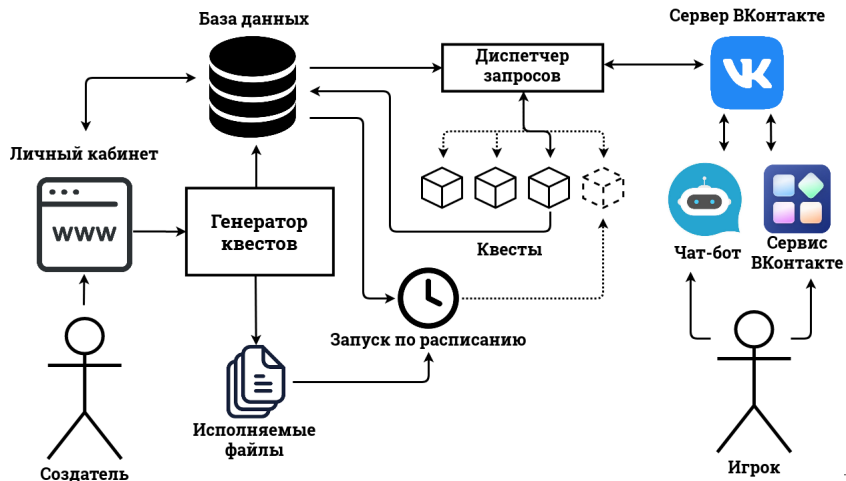 База данных
Сервер ВКонтакте
Диспетчер
запросов
Личный кабинет
www
Генератор
квестов
Квесты
Чат-бот
Сервис
ВКонтакте
Запуск по расписанию
Исполняемые
файлы
Создатель
Игрок